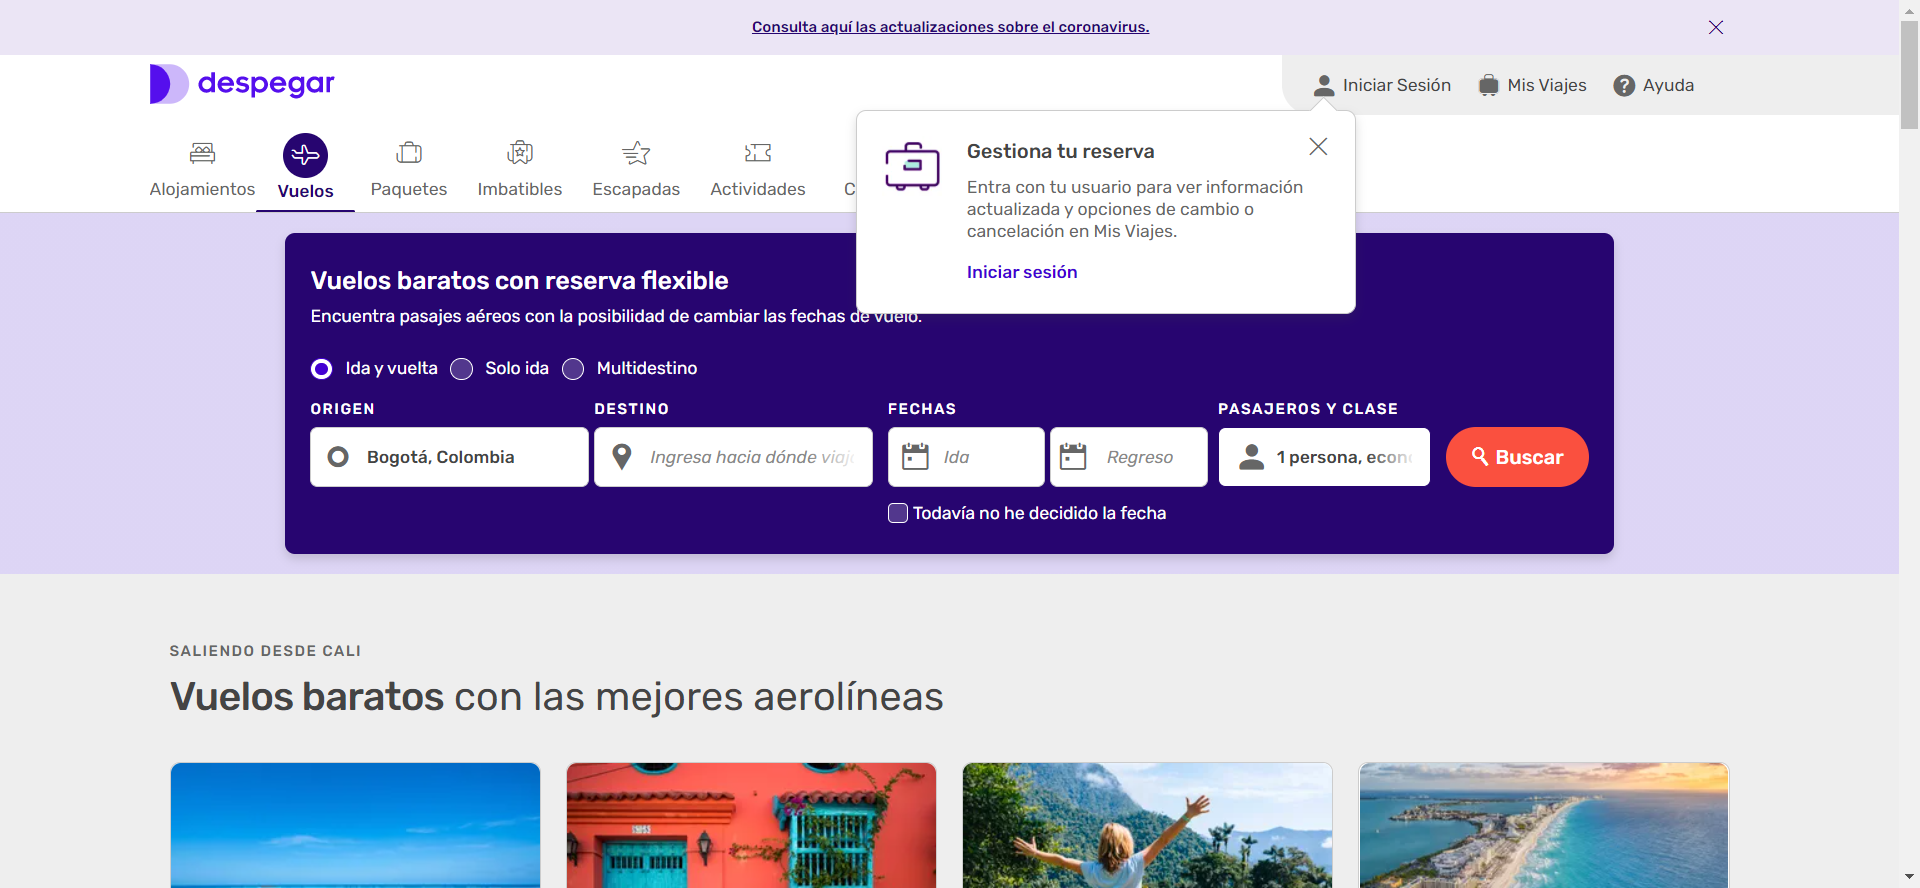 Consulta aquí las actualizaciones sobre el coronavirus.
despegar
Iniciar Sesión
Mis Viajes
Ayuda
Alojamientos
Vuelos
Paquetes
Imbatibles
Escapadas
Actividades
Gestiona tu reserva
Entra con tu usuario para ver información
actualizada y opciones de cambio o
cancelación en Mis Viajes.
Iniciar sesión
Vuelos baratos con reserva flexible
Encuentra pasajes aéreos con la posibilidad de cambiar las fechas de vuelo.
Ida y vuelta
Solo ida
Multidestino
ORIGEN
DESTINO
FECHAS
PASAJEROS Y CLASE
Bogotá, Colombia
Ingresa hacia dónde viaj
Ida
Regreso
1 persona, econ
Buscar
Todavía no he decidido la fecha
SALIENDO DESDE CALI
Vuelos baratos con las mejores aerolíneas